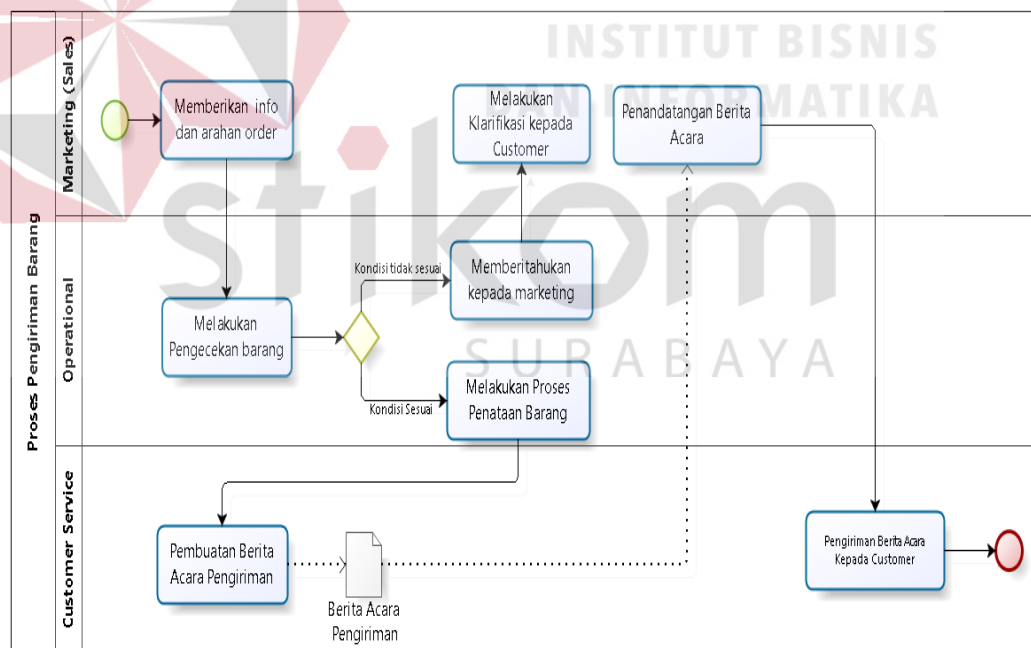 INSTITUT BISNIS
DAN INFORMATIKA
stikom
SURABAYA
Proses Pengiriman Barang
Marketing (Sales)
Memberikan info
dan arahan order
Melakukan
Klarifikasi kepada
Customer
Penandatangan Berita
Acara
Operational
Melakukan
Pengecekan barang
Kondisi tidak sesuai
Memberitahukan
kepada marketing
Kondisi Sesuai
Melakukan Proses
Penataan Barang
Customer Service
Pembuatan Berita
Acara Pengiriman
Berita Acara
Pengiriman
Pengiriman Berita Acara
Kepada Customer